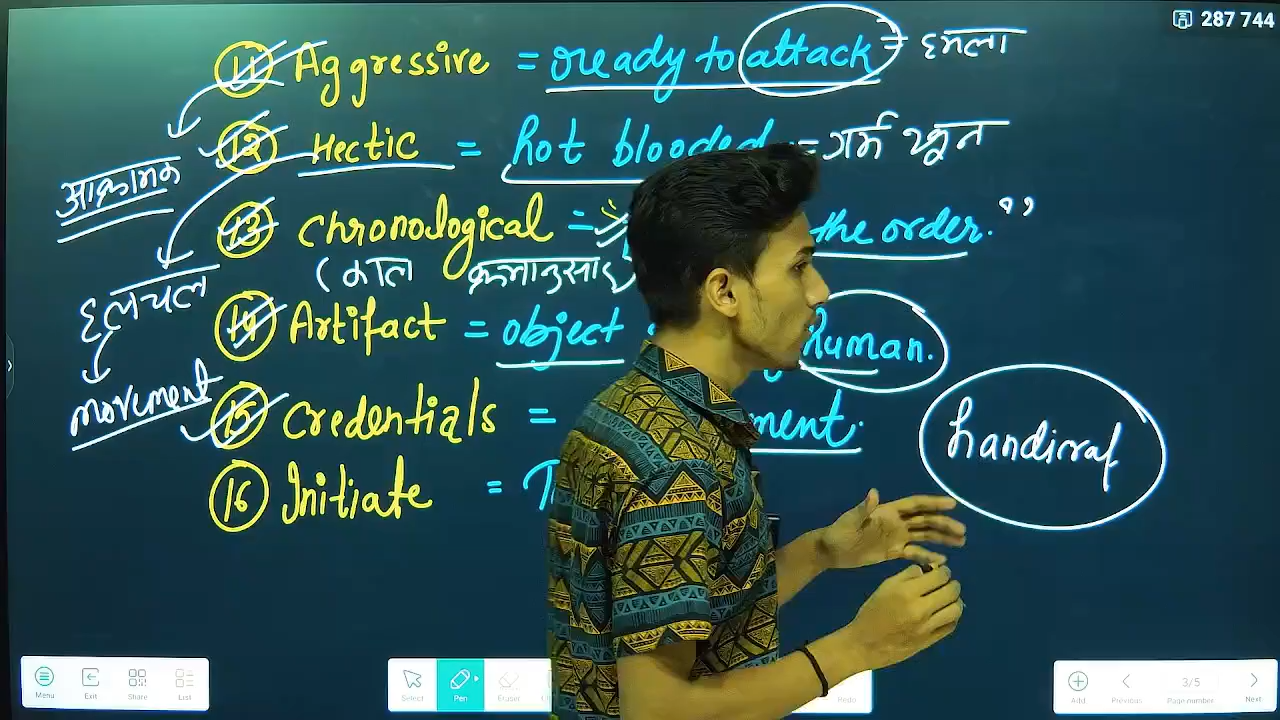 287 744
11 Aggressive = ready to attack = हमला
आक्रामक
12 Hectic = hot blooded = गर्म खून
13 Chronological = the order."
(काल क्रमानुसार)
हलचल
movement
14 Artifact = object human.
handicraf
15 Credentials = ment.
16 Initiate = T
Menu Exit Share List
Select Pen Eraser Redo
Add Previous 3/5 Page number Next